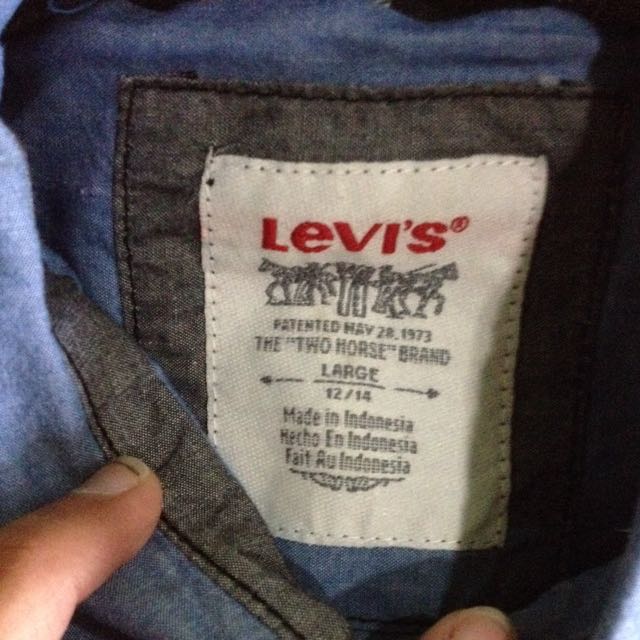 LEVI'S®
PATENTED MAY 28, 1973
THE "TWO HORSE" BRAND
LARGE
12/14
Made in Indonesia
Hecho En Indonesia
Fait Au Indonesia